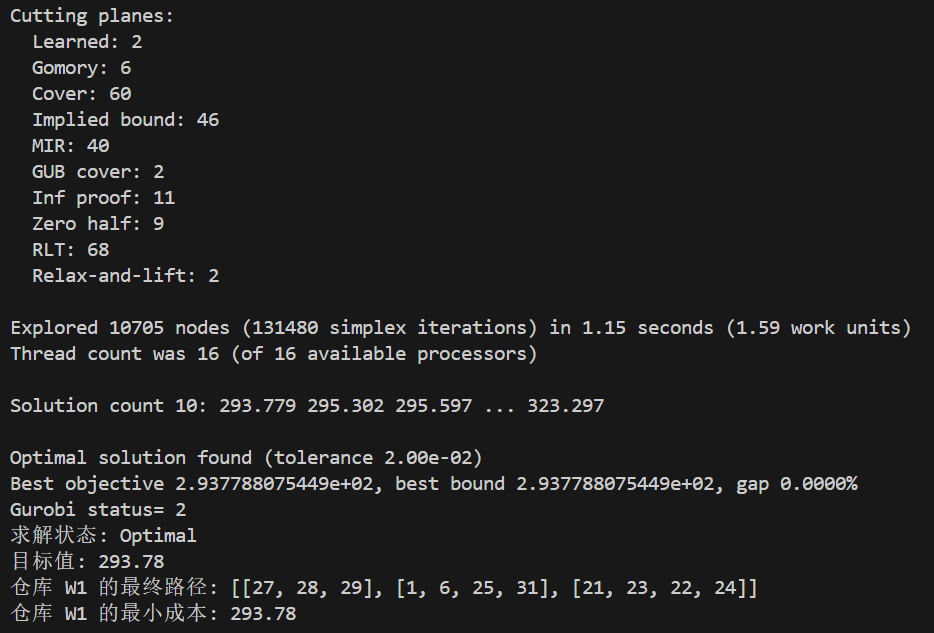 Cutting planes:
  Learned: 2
  Gomory: 6
  Cover: 60
  Implied bound: 46
  MIR: 40
  GUB cover: 2
  Inf proof: 11
  Zero half: 9
  RLT: 68
  Relax-and-lift: 2

Explored 10705 nodes (131480 simplex iterations) in 1.15 seconds (1.59 work units)
Thread count was 16 (of 16 available processors)

Solution count 10: 293.779 295.302 295.597 ... 323.297

Optimal solution found (tolerance 2.00e-02)
Best objective 2.937788075449e+02, best bound 2.937788075449e+02, gap 0.0000%
Gurobi status= 2
求解状态: Optimal
目标值: 293.78
仓库 W1 的最终路径: [[27, 28, 29], [1, 6, 25, 31], [21, 23, 22, 24]]
仓库 W1 的最小成本: 293.78